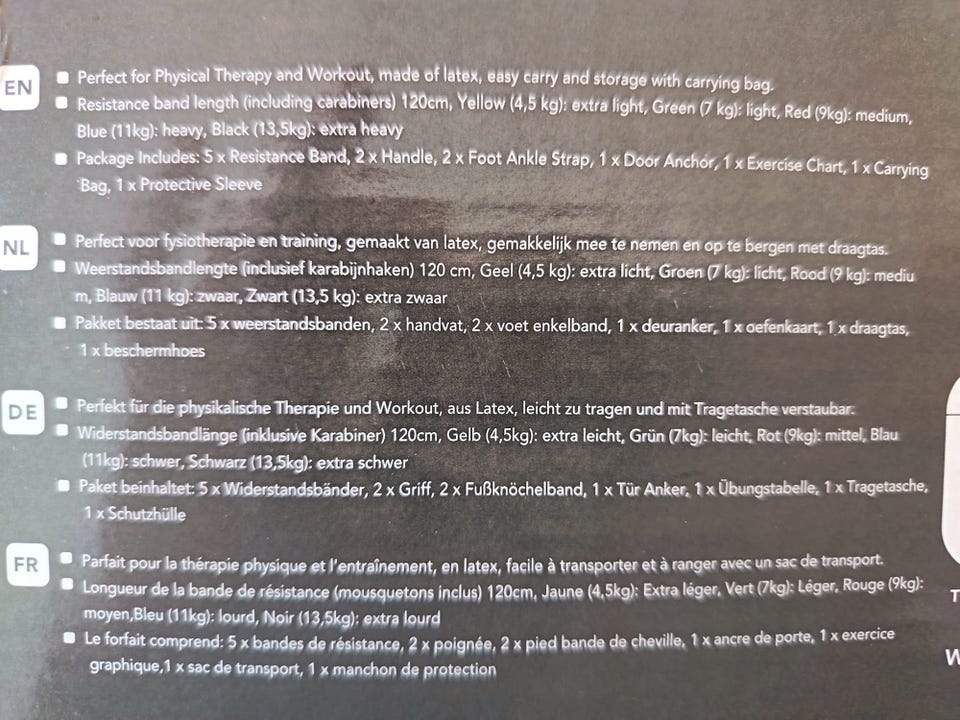 EN
Perfect for Physical Therapy and Workout, made of latex, easy carry and storage with carrying bag.
Resistance band length (including carabiners) 120cm, Yellow (4,5 kg): extra light, Green (7 kg): light, Red (9kg): medium,
Blue (11kg): heavy, Black (13,5kg): extra heavy
Package Includes: 5 x Resistance Band, 2 x Handle, 2 x Foot Ankle Strap, 1 x Door Anchor, 1 x Exercise Chart, 1 x Carrying
Bag, 1 x Protective Sleeve
NL
Perfect voor fysiotherapie en training, gemaakt van latex, gemakkelijk mee te nemen en op te bergen met draagtas.
Weerstandsbandlengte (inclusief karabijnhaken) 120 cm, Geel (4,5 kg): extra licht, Groen (7 kg): licht, Rood (9 kg): mediu
m, Blauw (11 kg): zwaar, Zwart (13,5 kg): extra zwaar
Pakket bestaat uit: 5 x weerstandsbanden, 2 x handvat, 2 x voet enkelband, 1 x deuranker, 1 x oefenkaart, 1 x draagtas,
1 x beschermhoes
DE
Perfekt für die physikalische Therapie und Workout, aus Latex, leicht zu tragen und mit Tragetasche verstaubar.
Widerstandsbandlänge (inklusive Karabiner) 120cm, Gelb (4,5kg): extra leicht, Grün (7kg): leicht, Rot (9kg): mittel, Blau
(11kg): schwer, Schwarz (13,5kg): extra schwer
Paket beinhaltet: 5 x Widerstandsbänder, 2 x Griff, 2 x Fußknöchelband, 1 x Tür Anker, 1 x Übungstabelle, 1 x Tragetasche,
1 x Schutzhülle
FR
Parfait pour la thérapie physique et l'entraînement, en latex, facile à transporter et à ranger avec un sac de transport.
Longueur de la bande de résistance (mousquetons inclus) 120cm, Jaune (4,5kg): Extra léger, Vert (7kg): Léger, Rouge (9kg):
moyen,Bleu (11kg): lourd, Noir (13,5kg): extra lourd
Le forfait comprend: 5 x bandes de résistance, 2 x poignée, 2 x pied bande de cheville, 1 x ancre de porte, 1 x exercice
graphique,1 x sac de transport, 1 x manchon de protection